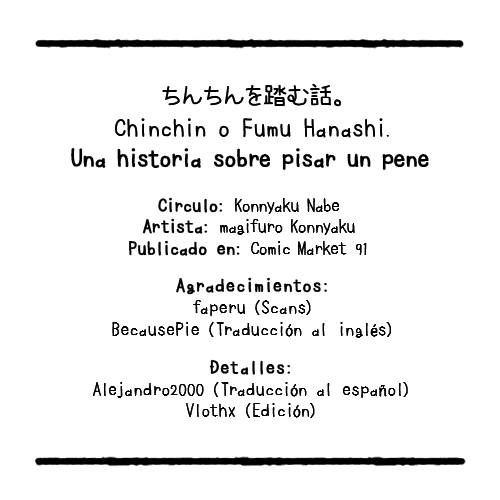 ちんちんを踏む話。
Chinchin o Fumu Hanashi.
Una historia sobre pisar un pene
Circulo: Konnyaku Nabe
Artista: magifuro Konnyaku
Publicado en: Comic Market 91
Agradecimientos:
faperu (Scans)
BecausePie (Traducción al inglés)
Detalles:
Alejandro2000 (Traducción al español)
Vlothx (Edición)